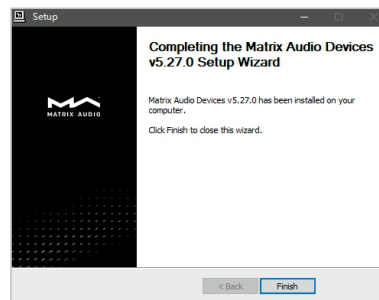 Setup
Completing the Matrix Audio Devices
v5.27.0 Setup Wizard
MATRIX AUDIO
Matrix Audio Devices v5.27.0 has been installed on your
computer.
Click Finish to close this wizard.
< Back
Finish